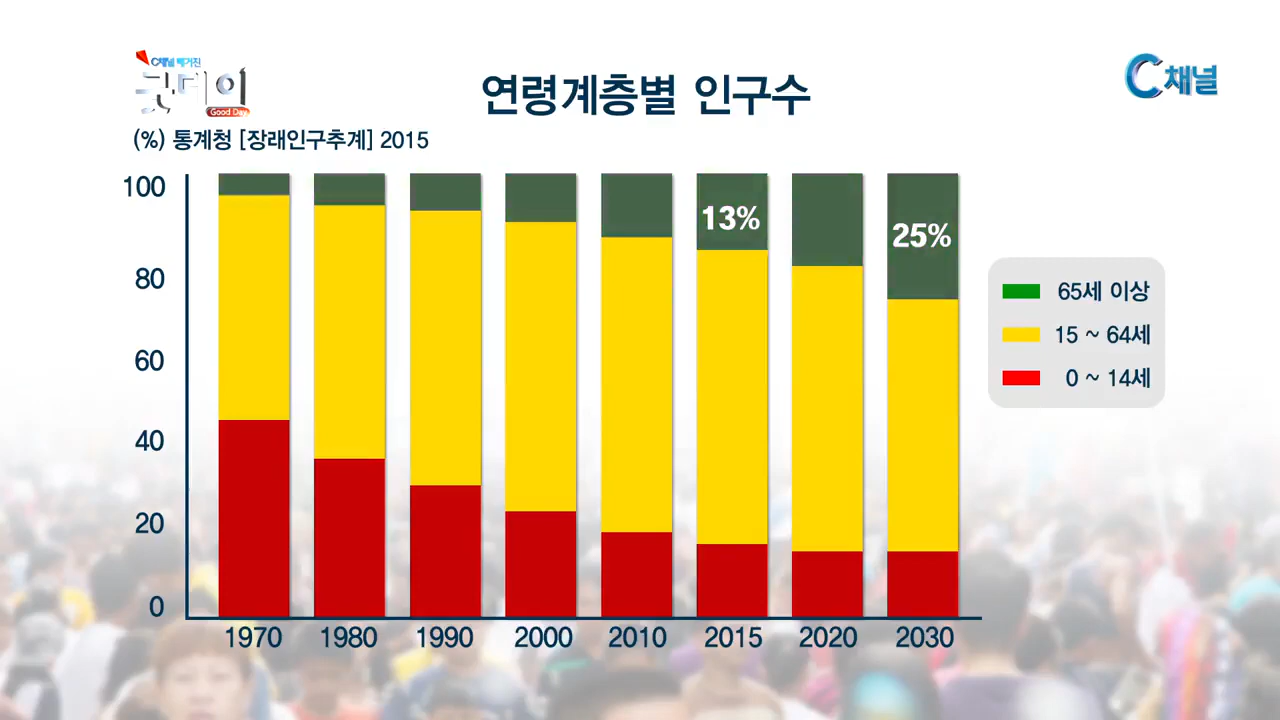 C채널 매거진
굿데이
Good Day
연령계층별 인구수
C채널
(%) 통계청 [장래인구추계] 2015
100
80
60
40
20
0
13%
25%
65세 이상
15 ~ 64세
0 ~ 14세
1970 1980 1990 2000 2010 2015 2020 2030